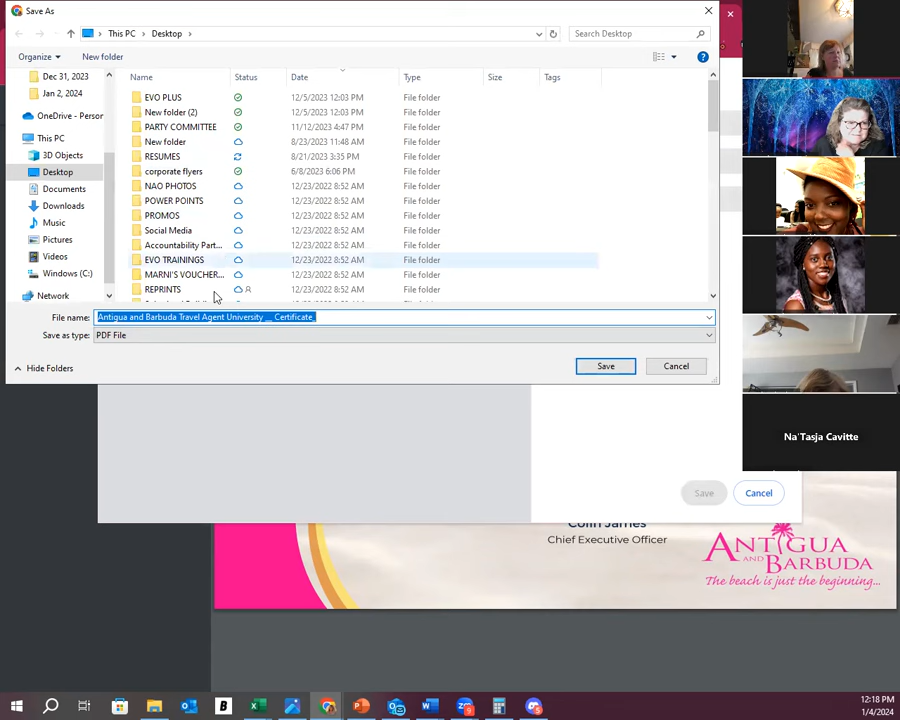 Save As
This PC
Desktop
Search Desktop
Organize
New folder
Dec 31, 2023
Jan 2, 2024
OneDrive - Person
This PC
3D Objects
Desktop
Documents
Downloads
Music
Pictures
Videos
Windows (C:)
Network
Name Status Date Type Size Tags
EVO PLUS 12/5/2023 12:03 PM File folder
New folder (2) 12/5/2023 12:03 PM File folder
PARTY COMMITTEE 11/12/2023 4:47 PM File folder
New folder 8/23/2023 11:48 AM File folder
RESUMES 8/21/2023 3:35 PM File folder
corporate flyers 6/8/2023 6:06 PM File folder
NAO PHOTOS 12/23/2022 8:52 AM File folder
POWER POINTS 12/23/2022 8:52 AM File folder
PROMOS 12/23/2022 8:52 AM File folder
Social Media 12/23/2022 8:52 AM File folder
Accountability Part... 12/23/2022 8:52 AM File folder
EVO TRAININGS 12/23/2022 8:52 AM File folder
MARNI'S VOUCHER... 12/23/2022 8:52 AM File folder
REPRINTS 12/23/2022 8:52 AM File folder
File name: Antigua and Barbuda Travel Agent University __ Certificate_
Save as type: PDF File
Hide Folders
Save
Cancel
Na'Tasja Cavitte
Save
Cancel
Colin James
Chief Executive Officer
ANTIGUA
AND BARBUDA
The beach is just the beginning...
12:18 PM
1/4/2024